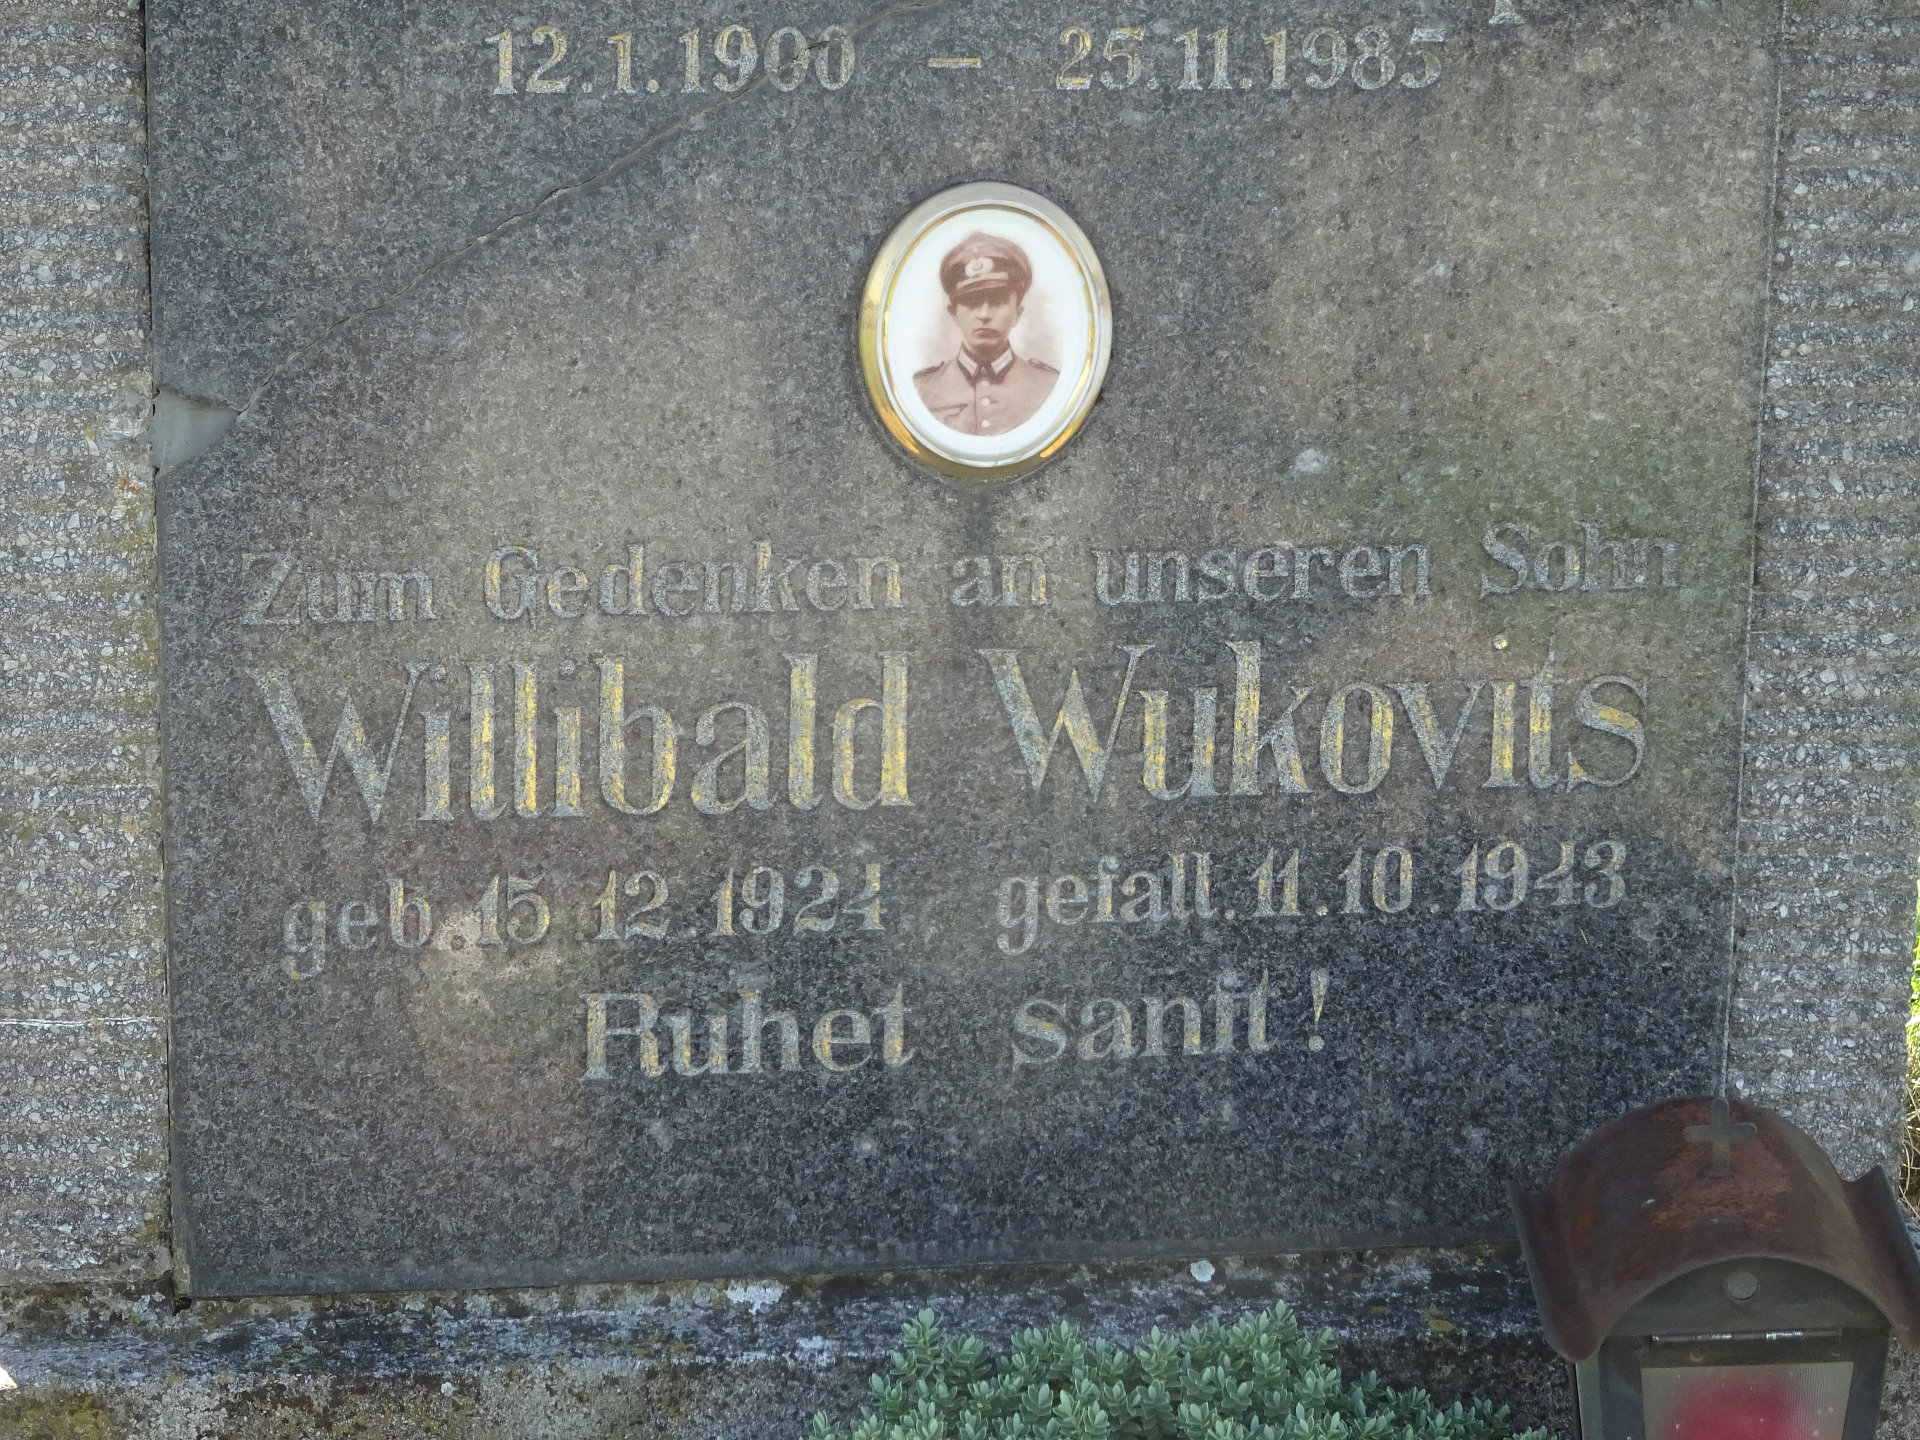 12.1.1900 – 25.11.1985
Zum Gedenken an unseren Sohn
Willibald Wukovits
geb. 15.12.1924 gefall. 11.10.1943
Ruhet sanft!